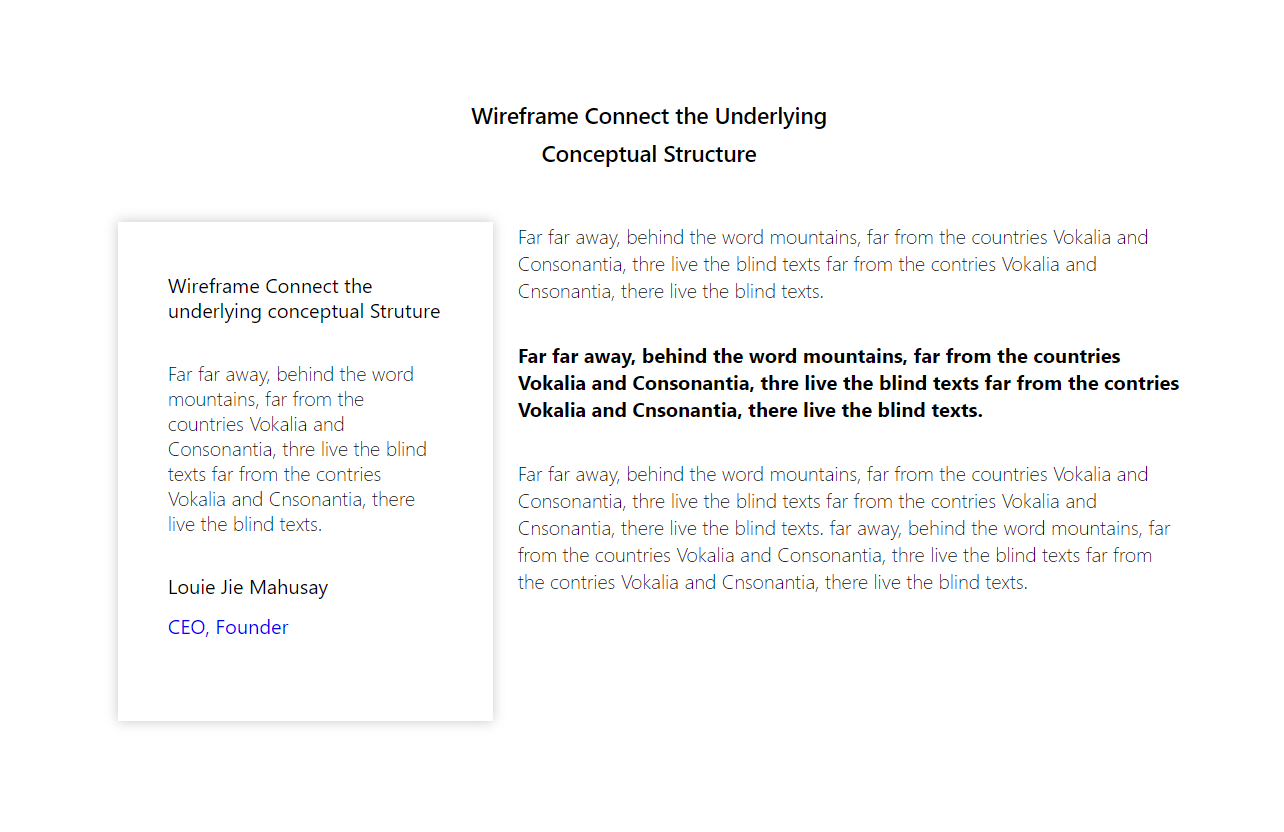 Wireframe Connect the Underlying
Conceptual Structure
Wireframe Connect the
underlying conceptual Struture
Far far away, behind the word
mountains, far from the
countries Vokalia and
Consonantia, thre live the blind
texts far from the contries
Vokalia and Cnsonantia, there
live the blind texts.
Louie Jie Mahusay
CEO, Founder
Far far away, behind the word mountains, far from the countries Vokalia and
Consonantia, thre live the blind texts far from the contries Vokalia and
Cnsonantia, there live the blind texts.
Far far away, behind the word mountains, far from the countries
Vokalia and Consonantia, thre live the blind texts far from the contries
Vokalia and Cnsonantia, there live the blind texts.
Far far away, behind the word mountains, far from the countries Vokalia and
Consonantia, thre live the blind texts far from the contries Vokalia and
Cnsonantia, there live the blind texts. far away, behind the word mountains, far
from the countries Vokalia and Consonantia, thre live the blind texts far from
the contries Vokalia and Cnsonantia, there live the blind texts.